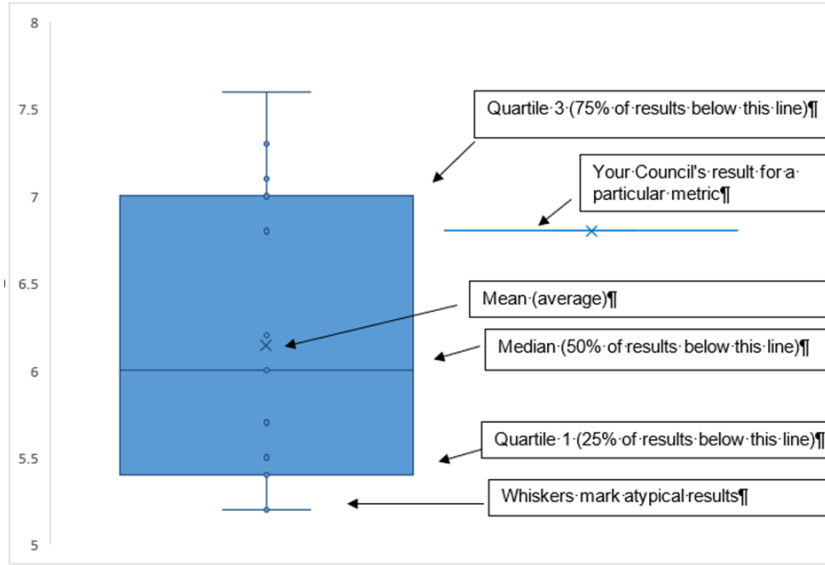 8
7.5
7
6.5
6
5.5
5
Quartile·3·(75%·of·results·below·this·line)¶
Your·Council's·result·for·a·
particular·metric¶
Mean·(average)¶
Median·(50%·of·results·below·this·line)¶
Quartile·1·(25%·of·results·below·this·line)¶
Whiskers·mark·atypical·results¶